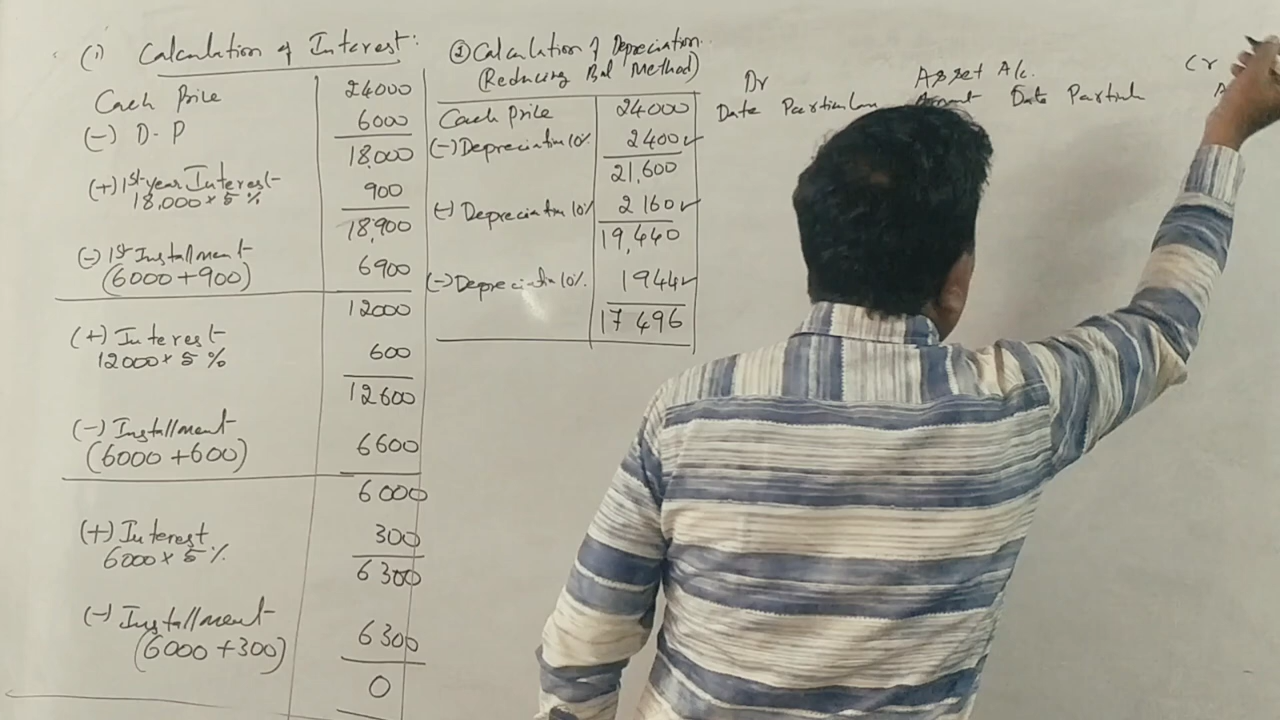 (1) Calculation of Interest:
Cash Price 24000
(-) D-P 6000
18,000
(+) 1st year Interest 900
18,000 × 5%
18,900
(-) 1st Installment 6900
(6000 + 900)
12000
(+) Interest 600
12000 × 5%
12600
(-) Installment 6600
(6000 + 600)
6000
(+) Interest 300
6000 × 5%
6300
(-) Installment 6300
(6000 + 300)
0
② Calculation of Depreciation.
(Reducing Bal Method)
Cash price 24000
(-) Depreciation 10% 2400 ✓
21,600
(-) Depreciation 10% 2160 ✓
19,440
(-) Depreciation 10% 1944 ✓
17496
Dr Asset A/c. Cr
Date Particulars Amount Date Particula